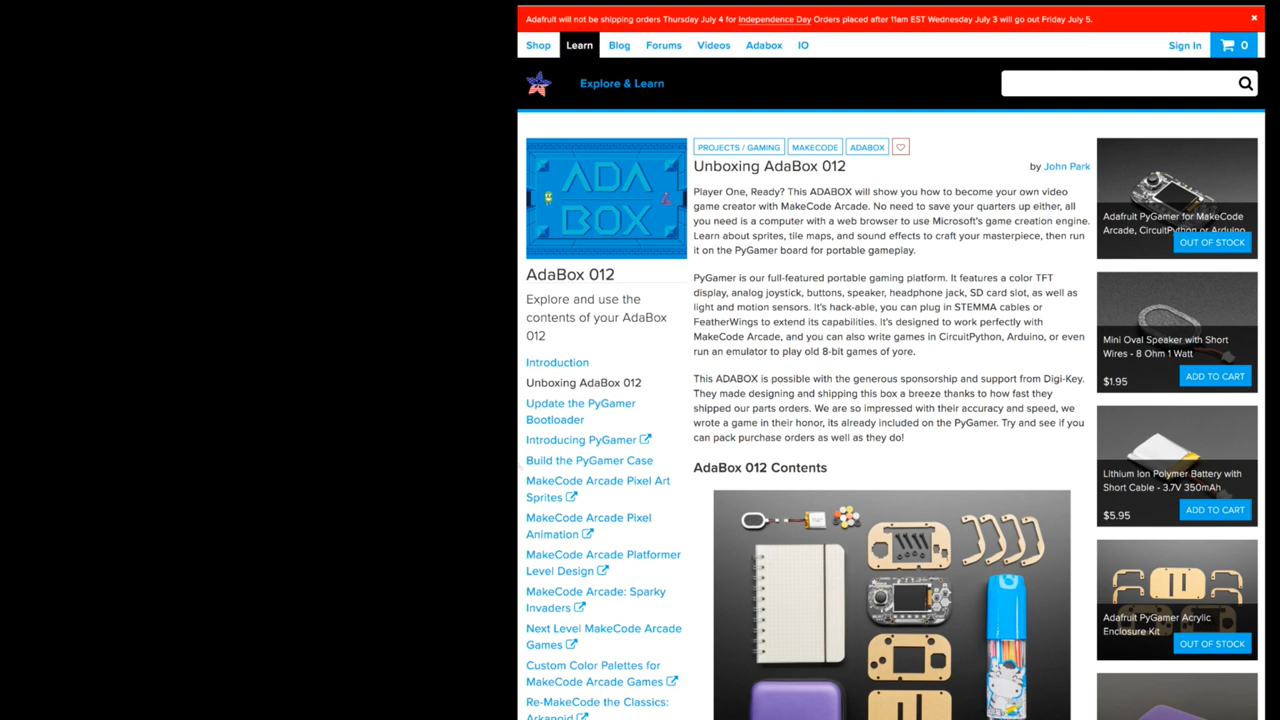 Adafruit will not be shipping orders Thursday July 4 for Independence Day Orders placed after 11am EST Wednesday July 3 will go out Friday July 5.
×
Shop Learn Blog Forums Videos Adabox IO
Sign In
0
Explore & Learn
ADA
BOX
AdaBox 012
Explore and use the
contents of your AdaBox
012
Introduction
Unboxing AdaBox 012
Update the PyGamer
Bootloader
Introducing PyGamer
Build the PyGamer Case
MakeCode Arcade Pixel Art
Sprites
MakeCode Arcade Pixel
Animation
MakeCode Arcade Platformer
Level Design
MakeCode Arcade: Sparky
Invaders
Next Level MakeCode Arcade
Games
Custom Color Palettes for
MakeCode Arcade Games
Re-MakeCode the Classics:
Arkanoid
PROJECTS / GAMING MAKECODE ADABOX
Unboxing AdaBox 012
by John Park
Player One, Ready? This ADABOX will show you how to become your own video
game creator with MakeCode Arcade. No need to save your quarters up either, all
you need is a computer with a web browser to use Microsoft's game creation engine.
Learn about sprites, tile maps, and sound effects to craft your masterpiece, then run
it on the PyGamer board for portable gameplay.
PyGamer is our full-featured portable gaming platform. It features a color TFT
display, analog joystick, buttons, speaker, headphone jack, SD card slot, as well as
light and motion sensors. It's hack-able, you can plug in STEMMA cables or
FeatherWings to extend its capabilities. It's designed to work perfectly with
MakeCode Arcade, and you can also write games in CircuitPython, Arduino, or even
run an emulator to play old 8-bit games of yore.
This ADABOX is possible with the generous sponsorship and support from Digi-Key.
They made designing and shipping this box a breeze thanks to how fast they
shipped our parts orders. We are so impressed with their accuracy and speed, we
wrote a game in their honor, its already included on the PyGamer. Try and see if you
can pack purchase orders as well as they do!
AdaBox 012 Contents
Adafruit PyGamer for MakeCode
Arcade, CircuitPython or Arduino
OUT OF STOCK
Mini Oval Speaker with Short
Wires - 8 Ohm 1 Watt
$1.95
ADD TO CART
Lithium Ion Polymer Battery with
Short Cable - 3.7V 350mAh
$5.95
ADD TO CART
Adafruit PyGamer Acrylic
Enclosure Kit
OUT OF STOCK